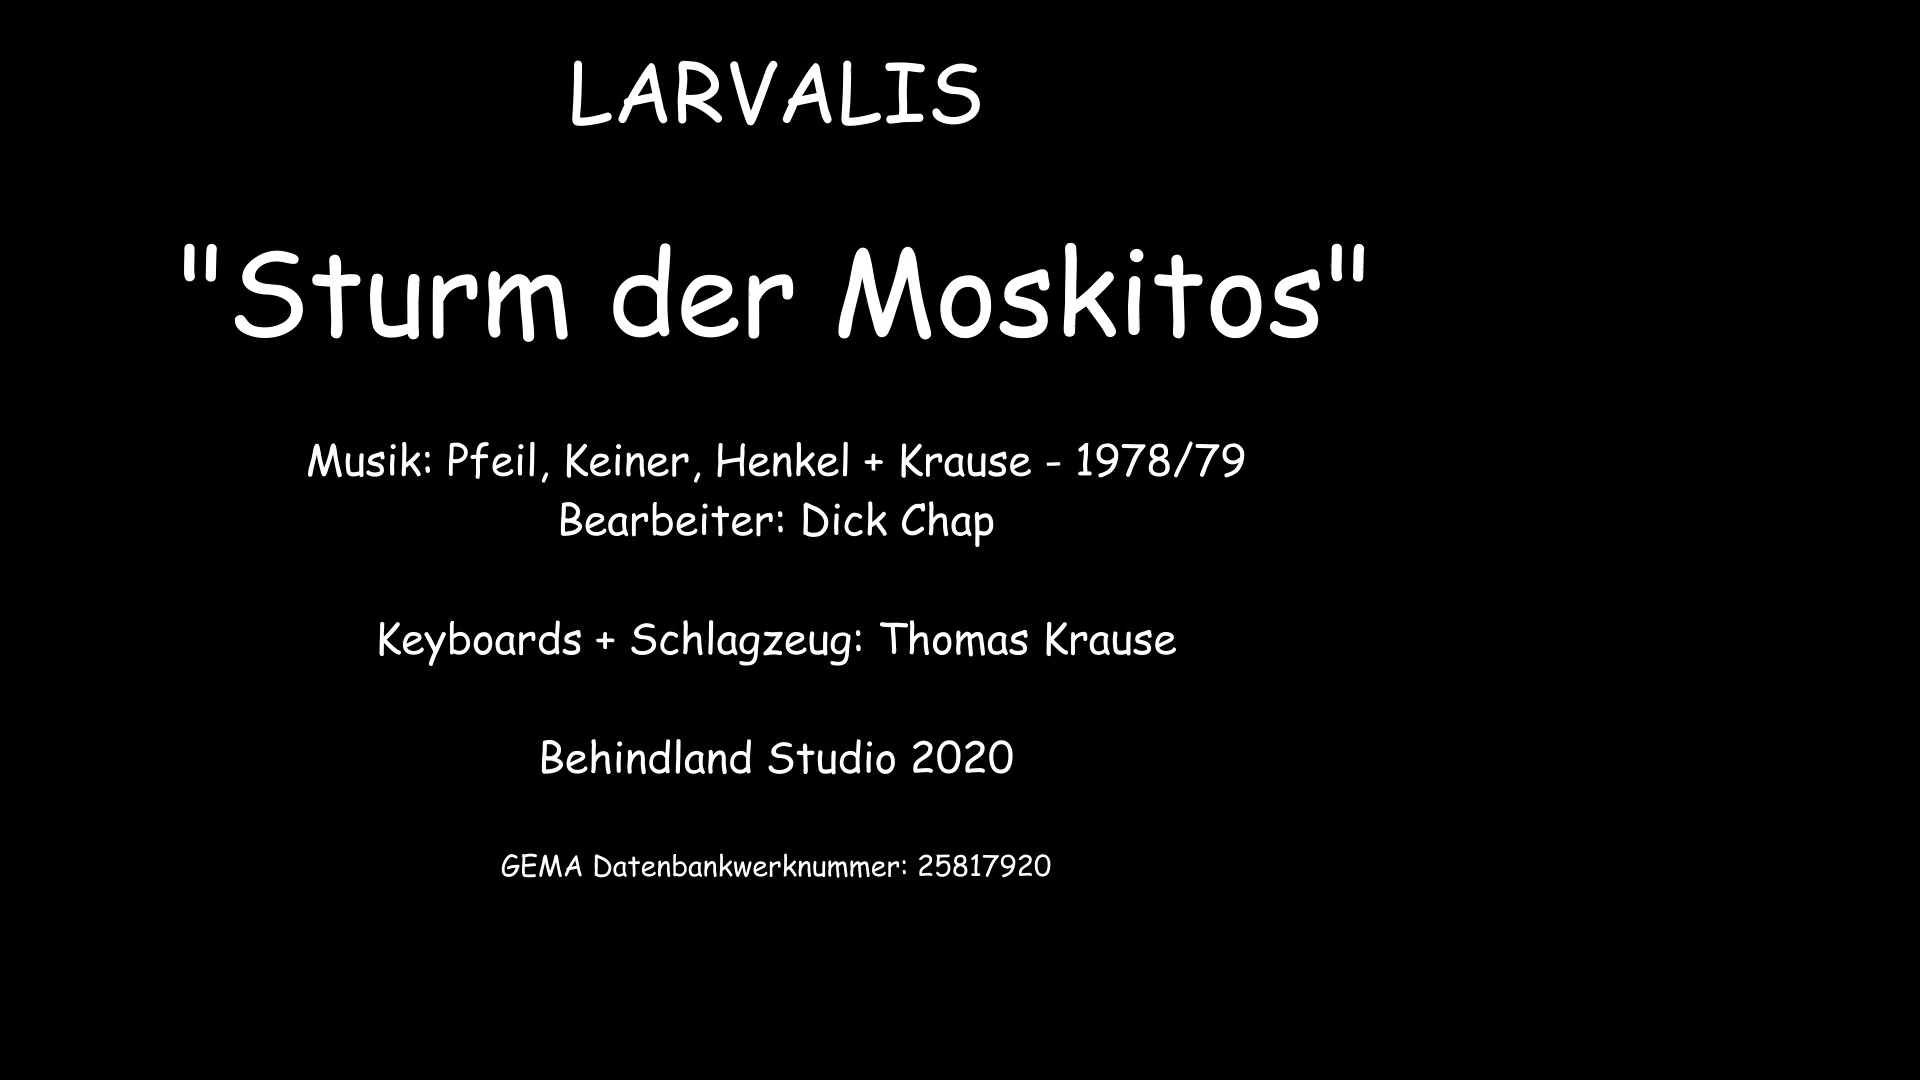 LARVALIS
"Sturm der Moskitos"
Musik: Pfeil, Keiner, Henkel + Krause - 1978/79
Bearbeiter: Dick Chap
Keyboards + Schlagzeug: Thomas Krause
Behindland Studio 2020
GEMA Datenbankwerknummer: 25817920